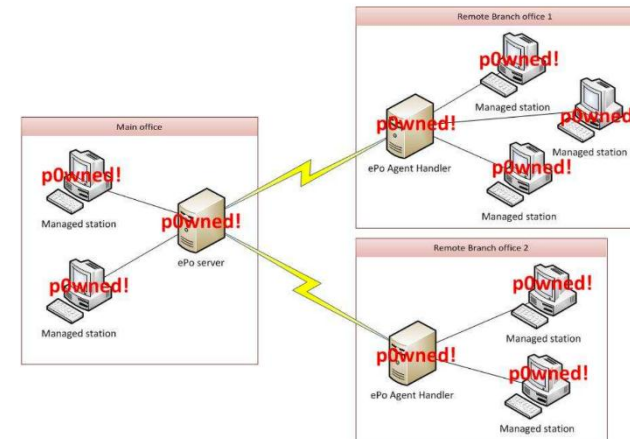 Main office
p0wned!
Managed station
p0wned!
Managed station
p0wned!
ePo server
Remote Branch office 1
p0wned!
Managed station
p0wned!
Managed station
p0wned!
Managed station
p0wned!
ePo Agent Handler
Remote Branch office 2
p0wned!
Managed station
p0wned!
Managed station
p0wned!
ePo Agent Handler